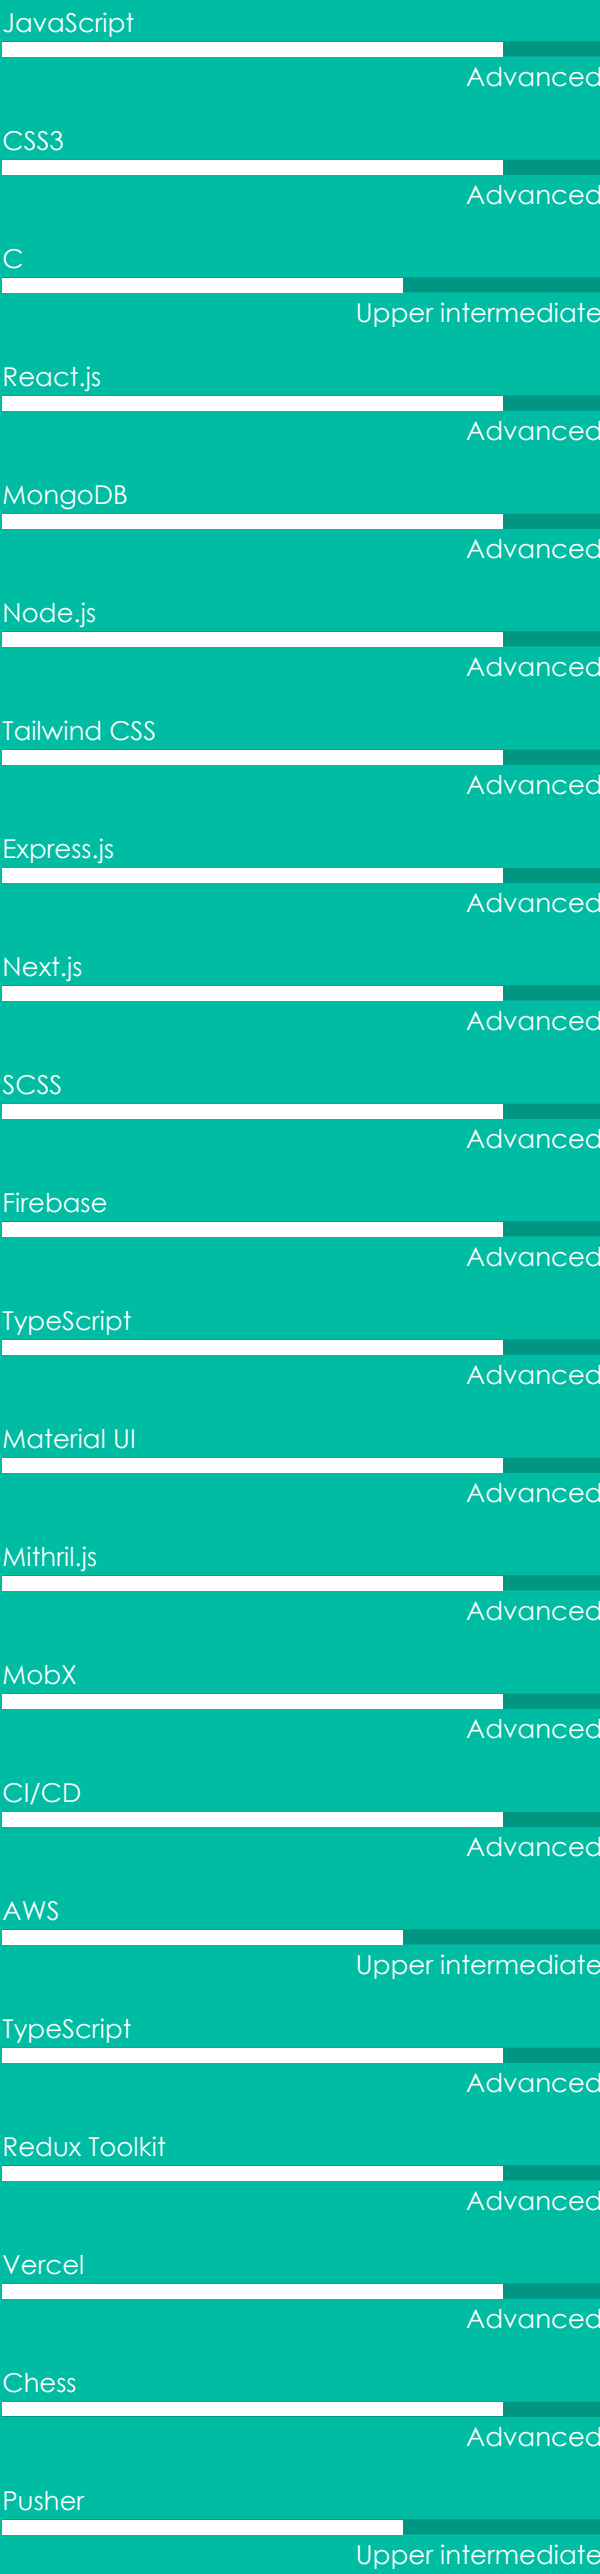 JavaScript
Advanced
CSS3
Advanced
C
Upper intermediate
React.js
Advanced
MongoDB
Advanced
Node.js
Advanced
Tailwind CSS
Advanced
Express.js
Advanced
Next.js
Advanced
SCSS
Advanced
Firebase
Advanced
TypeScript
Advanced
Material UI
Advanced
Mithril.js
Advanced
MobX
Advanced
CI/CD
Advanced
AWS
Upper intermediate
TypeScript
Advanced
Redux Toolkit
Advanced
Vercel
Advanced
Chess
Advanced
Pusher
Upper intermediate